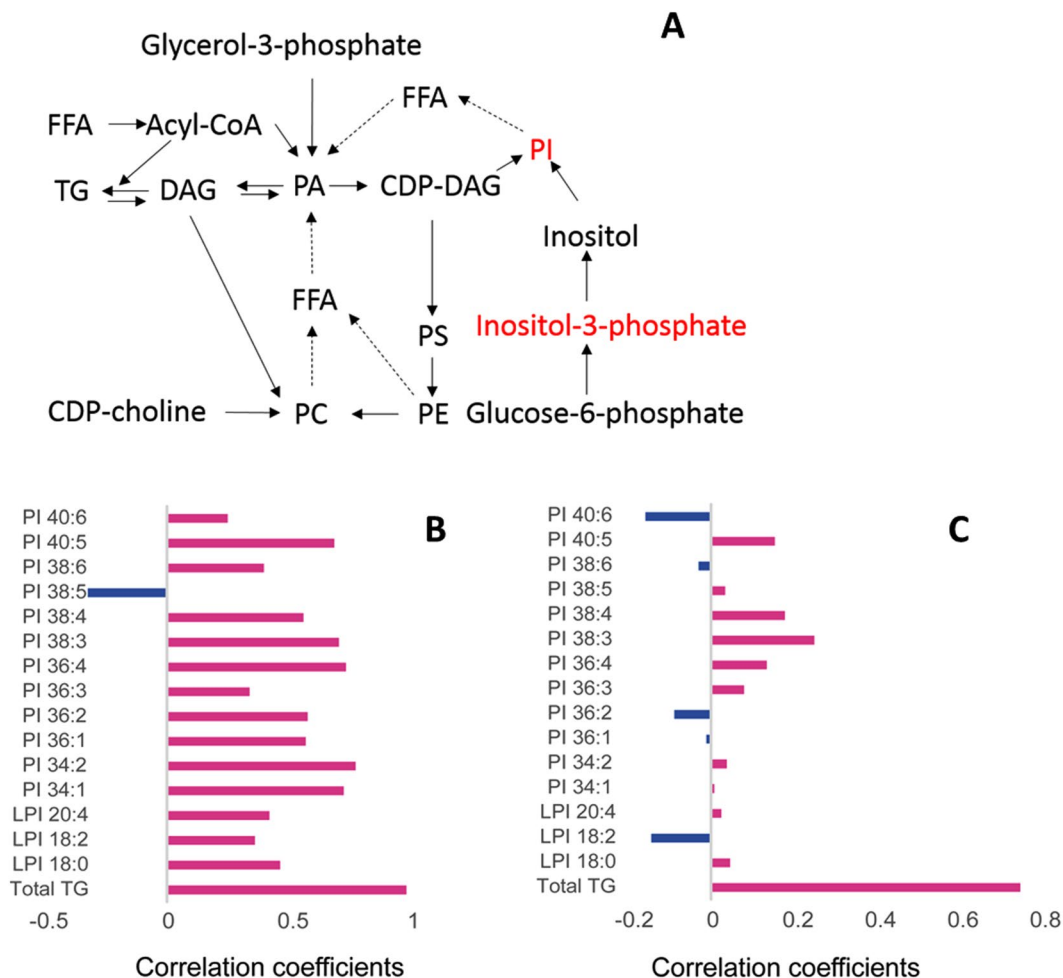 A
Glycerol-3-phosphate
FFA
FFA Acyl-CoA
PI
TG DAG PA CDP-DAG
Inositol
FFA
PS Inositol-3-phosphate
CDP-choline PC PE Glucose-6-phosphate
B
PI 40:6
PI 40:5
PI 38:6
PI 38:5
PI 38:4
PI 38:3
PI 36:4
PI 36:3
PI 36:2
PI 36:1
PI 34:2
PI 34:1
LPI 20:4
LPI 18:2
LPI 18:0
Total TG
-0.5 0 0.5 1
Correlation coefficients
C
PI 40:6
PI 40:5
PI 38:6
PI 38:5
PI 38:4
PI 38:3
PI 36:4
PI 36:3
PI 36:2
PI 36:1
PI 34:2
PI 34:1
LPI 20:4
LPI 18:2
LPI 18:0
Total TG
-0.2 0 0.2 0.4 0.6 0.8
Correlation coefficients